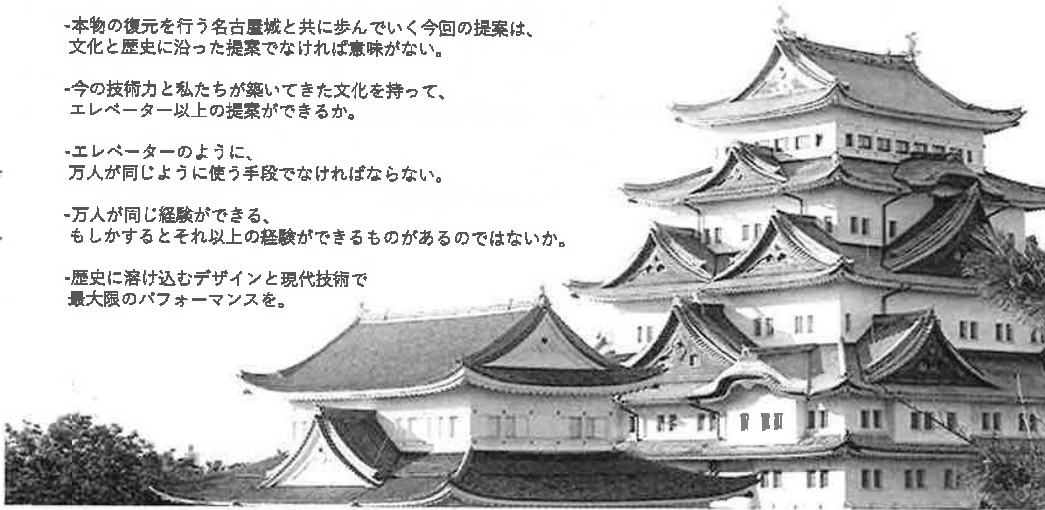 -本物の復元を行う名古屋城と共に歩んでいく今回の提案は、
文化と歴史に沿った提案でなければ意味がない。
-今の技術力と私たちが築いてきた文化を持って、
エレベーター以上の提案ができるか。
-エレベーターのように、
万人が同じように使う手段でなければならない。
-万人が同じ経験ができる、
もしかするとそれ以上の経験ができるものがあるのではないか。
-歴史に溶け込むデザインと現代技術で
最大限のパフォーマンスを。